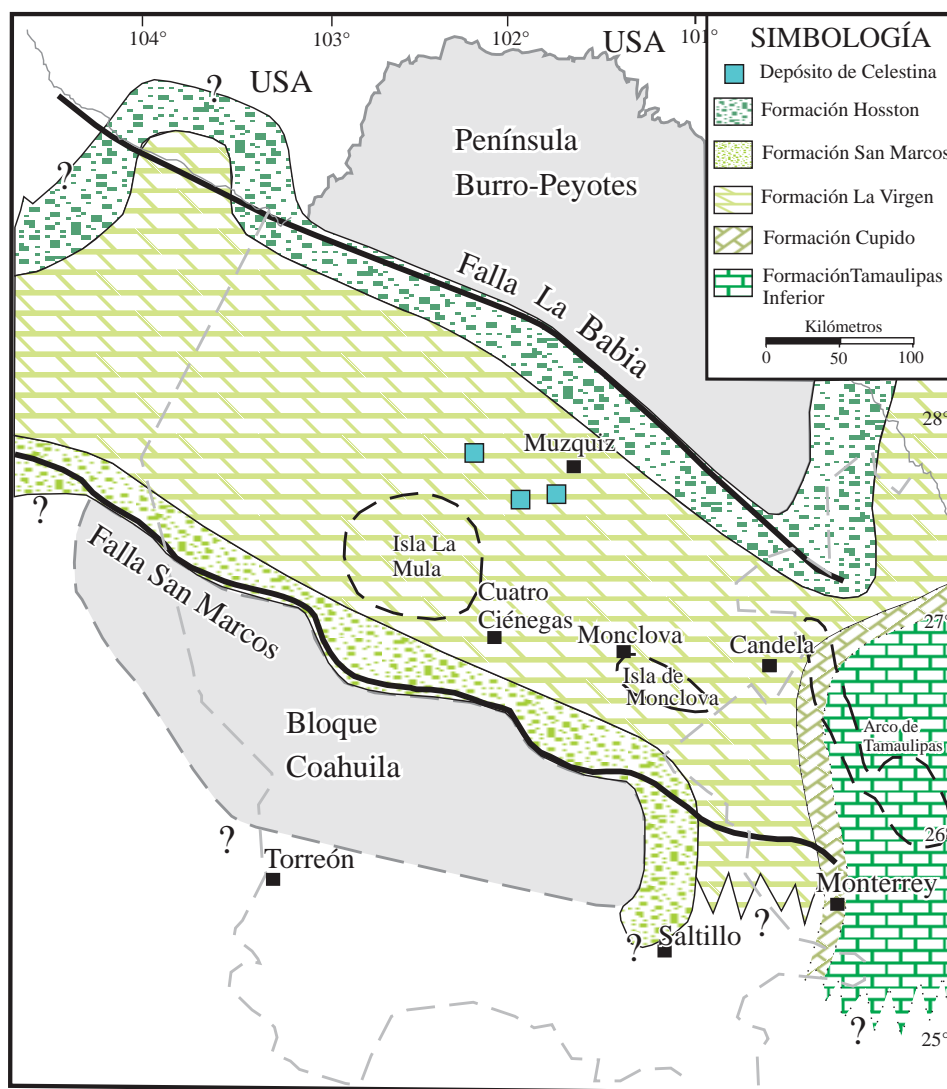 104°
103°
102°
101°
USA
USA
SIMBOLOGÍA
Depósito de Celestina
Formación Hosston
Formación San Marcos
Formación La Virgen
Formación Cupido
FormaciónTamaulipas
Inferior
Kilómetros
0 50 100
?
?
Península
Burro-Peyotes
Falla La Babia
28°
Muzquiz
?
Falla San Marcos
Isla La
Mula
Cuatro
Ciénegas
Monclova
Candela
27°
Isla de
Monclova
Bloque
Coahuila
Arco de
Tamaulipas
26°
?
Torreón
Monterrey
?
?
Saltillo
?
25°